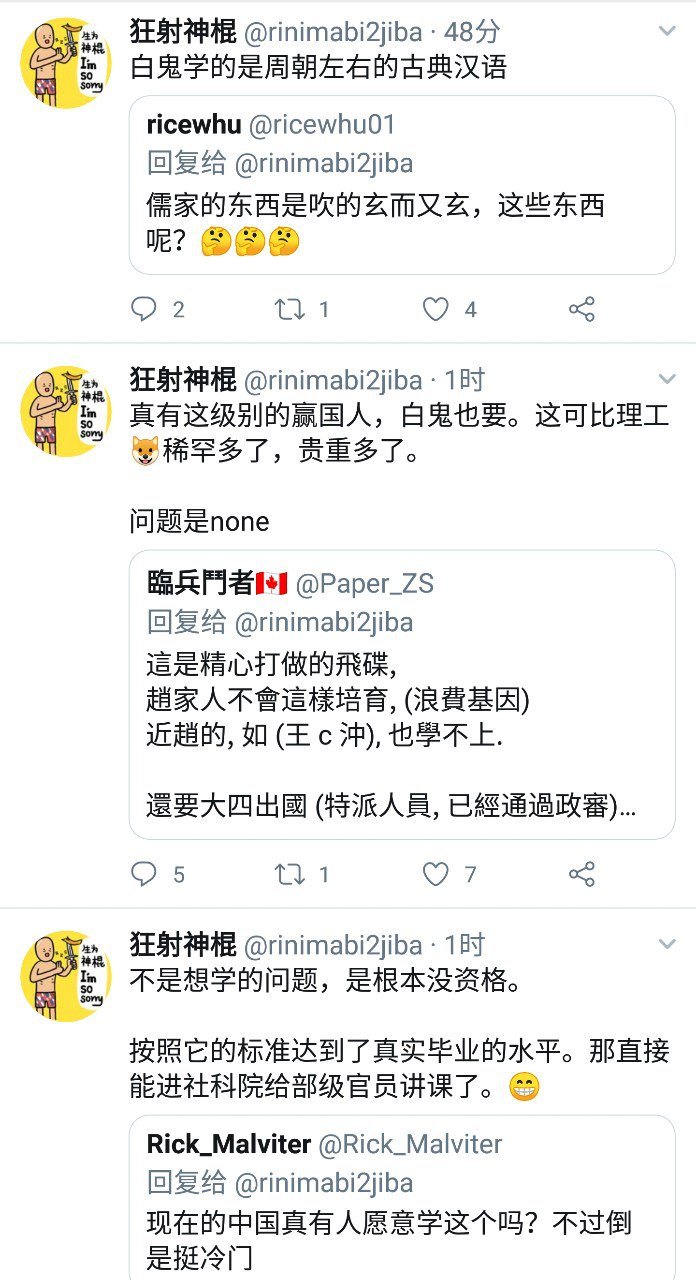 狂射神棍 @rinimabi2jiba · 48分
生为
神棍
I'm
so
sorry
白鬼学的是周朝左右的古典汉语
ricewhu @ricewhu01
回复给 @rinimabi2jiba
儒家的东西是吹的玄而又玄，这些东西
呢？🤔🤔🤔
2 1 4
狂射神棍 @rinimabi2jiba · 1时
生为
神棍
I'm
so
sorry
真有这级别的赢国人，白鬼也要。这可比理工
🐶稀罕多了，贵重多了。
问题是none
臨兵鬥者🇨🇦 @Paper_ZS
回复给 @rinimabi2jiba
這是精心打做的飛碟,
趙家人不會這樣培育, (浪費基因)
近趙的, 如 (王 c 沖), 也學不上.
還要大四出國 (特派人員, 已經通過政審)...
5 1 7
狂射神棍 @rinimabi2jiba · 1时
生为
神棍
I'm
so
sorry
不是想学的问题，是根本没资格。
按照它的标准达到了真实毕业的水平。那直接
能进社科院给部级官员讲课了。😁
Rick_Malviter @Rick_Malviter
回复给 @rinimabi2jiba
现在的中国真有人愿意学这个吗？不过倒
是挺冷门